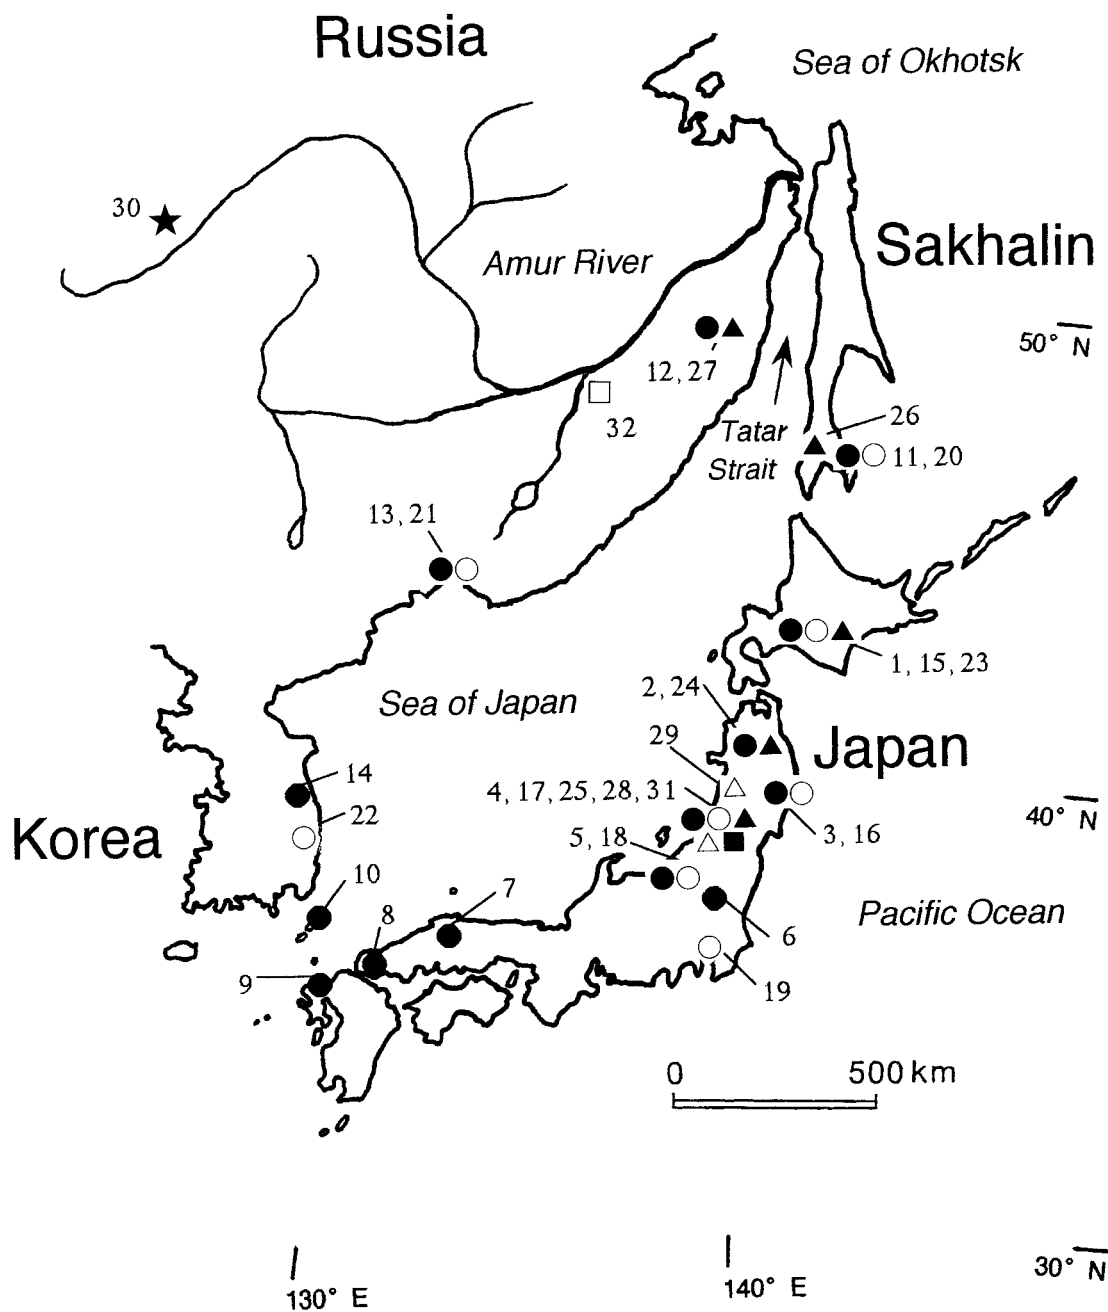 Russia
Sea of Okhotsk
30
Sakhalin
Amur River
50° N
12, 27
32
Tatar
Strait
26
11, 20
13, 21
1, 15, 23
2, 24
Sea of Japan
29
Japan
14
4, 17, 25, 28, 31
22
40° N
Korea
5, 18
3, 16
10
7
8
Pacific Ocean
6
9
19
0 500 km
30° N
130° E
140° E